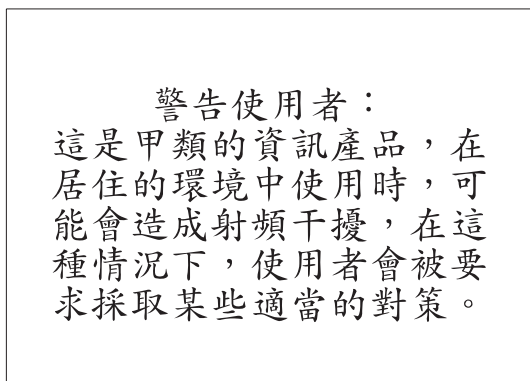 警告使用者：
這是甲類的資訊產品，在
居住的環境中使用時，可
能會造成射頻干擾，在這
種情況下，使用者會被要
求採取某些適當的對策。